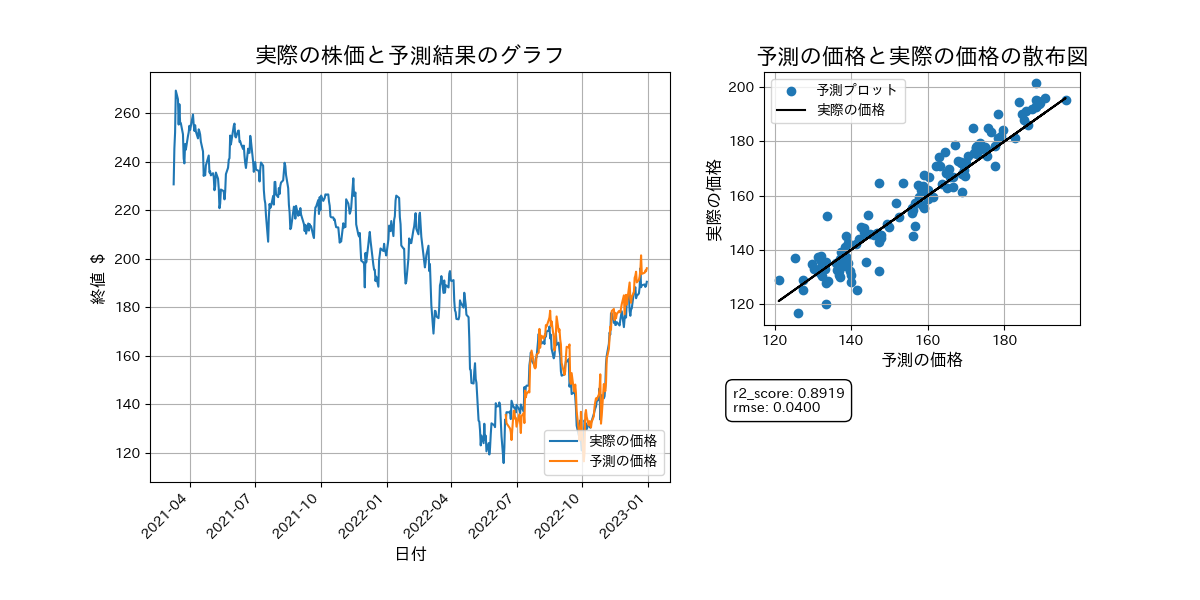 実際の株価と予測結果のグラフ
終値 $
260
240
220
200
180
160
140
120
2021-04
2021-07
2021-10
2022-01
2022-04
2022-07
2022-10
2023-01
日付
実際の価格
予測の価格
予測の価格と実際の価格の散布図
実際の価格
200
180
160
140
120
120
140
160
180
予測の価格
予測プロット
実際の価格
r2_score: 0.8919
rmse: 0.0400